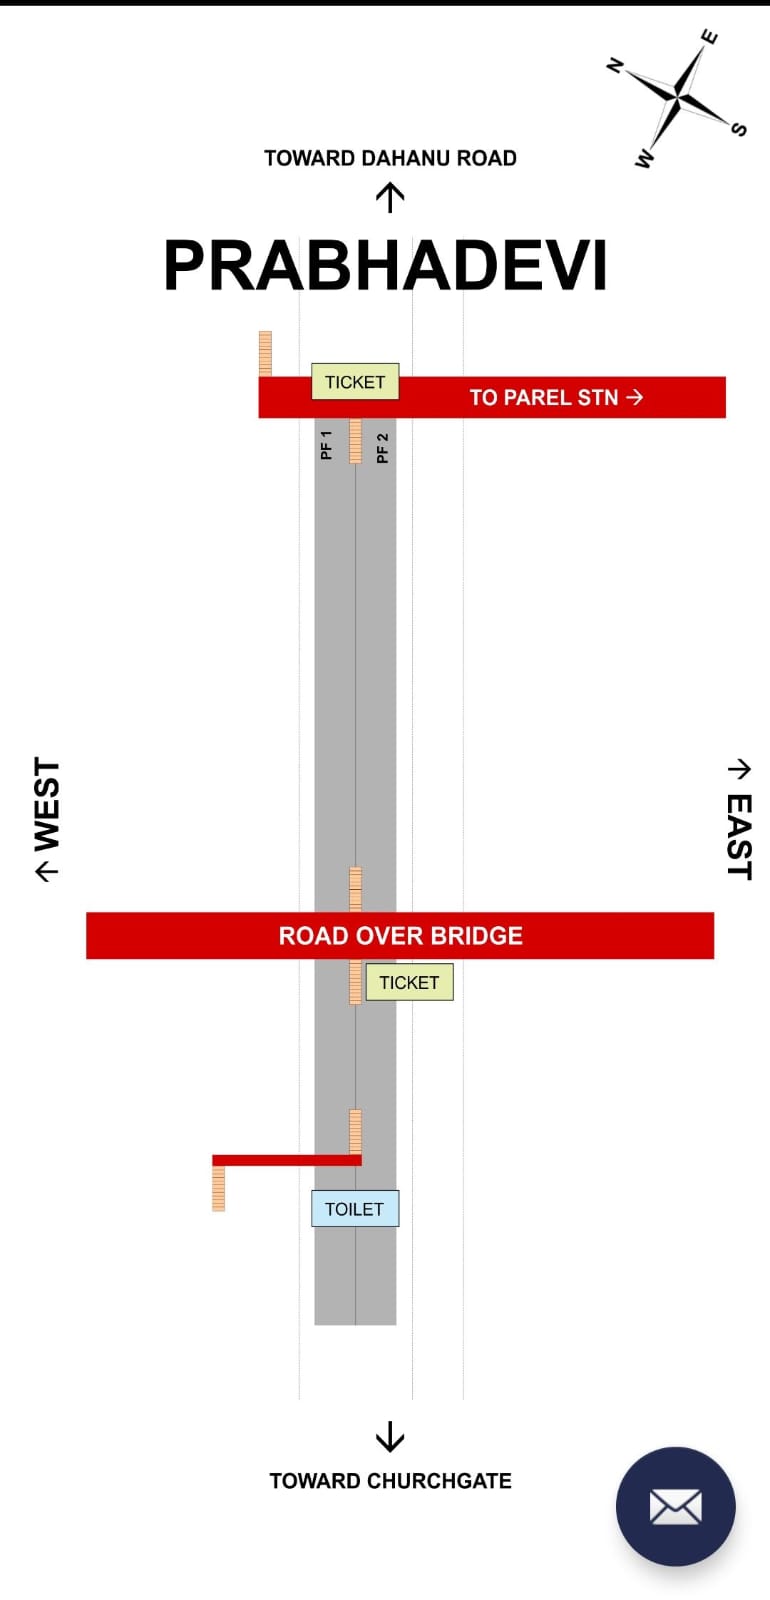 E
N
S
W
TOWARD DAHANU ROAD
↑
PRABHADEVI
TICKET
TO PAREL STN →
PF 1
PF 2
← WEST
→ EAST
ROAD OVER BRIDGE
TICKET
TOILET
↓
TOWARD CHURCHGATE